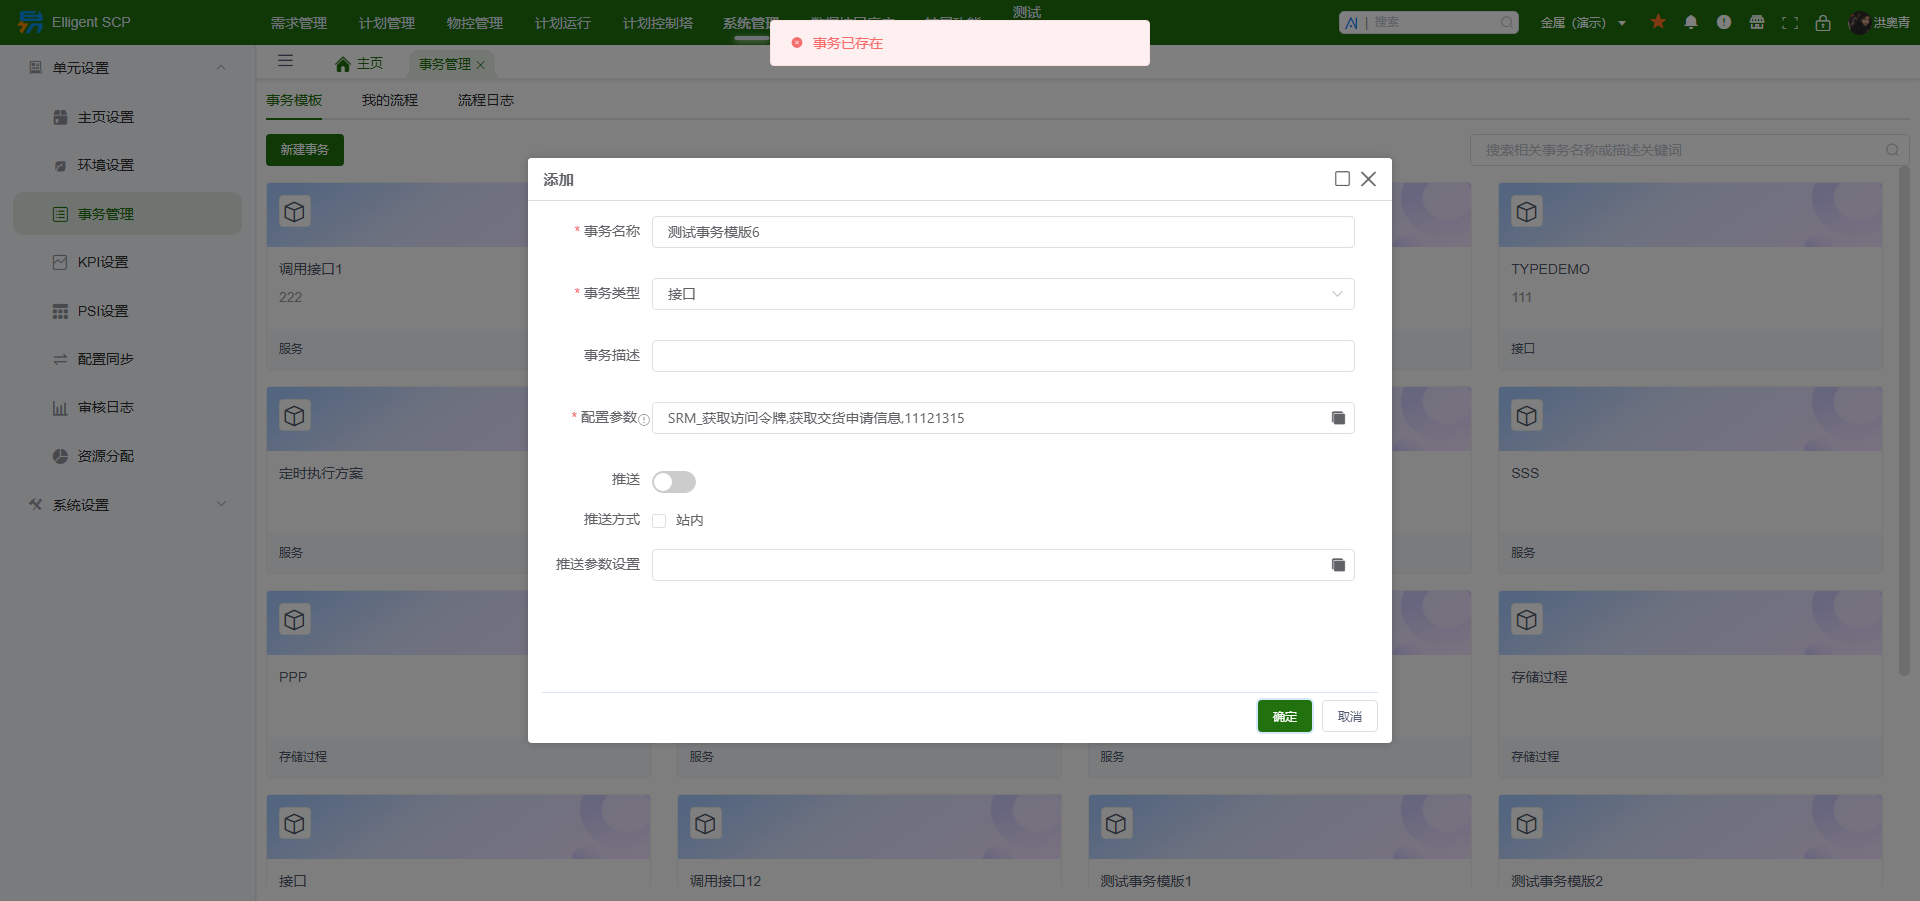 Elligent SCP
需求管理
计划管理
物控管理
计划运行
计划控制塔
系统管理
测试
AI | 搜索
金属（演示）
洪奥青
事务已存在
单元设置
主页设置
环境设置
事务管理
KPI设置
PSI设置
配置同步
审核日志
资源分配
系统设置
主页
事务管理
事务模板
我的流程
流程日志
新建事务
搜索相关事务名称或描述关键词
调用接口1
222
服务
TYPEDEMO
111
接口
定时执行方案
服务
SSS
服务
PPP
存储过程
服务
服务
存储过程
存储过程
接口
调用接口12
测试事务模版1
测试事务模版2
添加
* 事务名称
测试事务模版6
* 事务类型
接口
事务描述
* 配置参数
SRM_获取访问令牌,获取交货申请信息,11121315
推送
推送方式
站内
推送参数设置
确定
取消